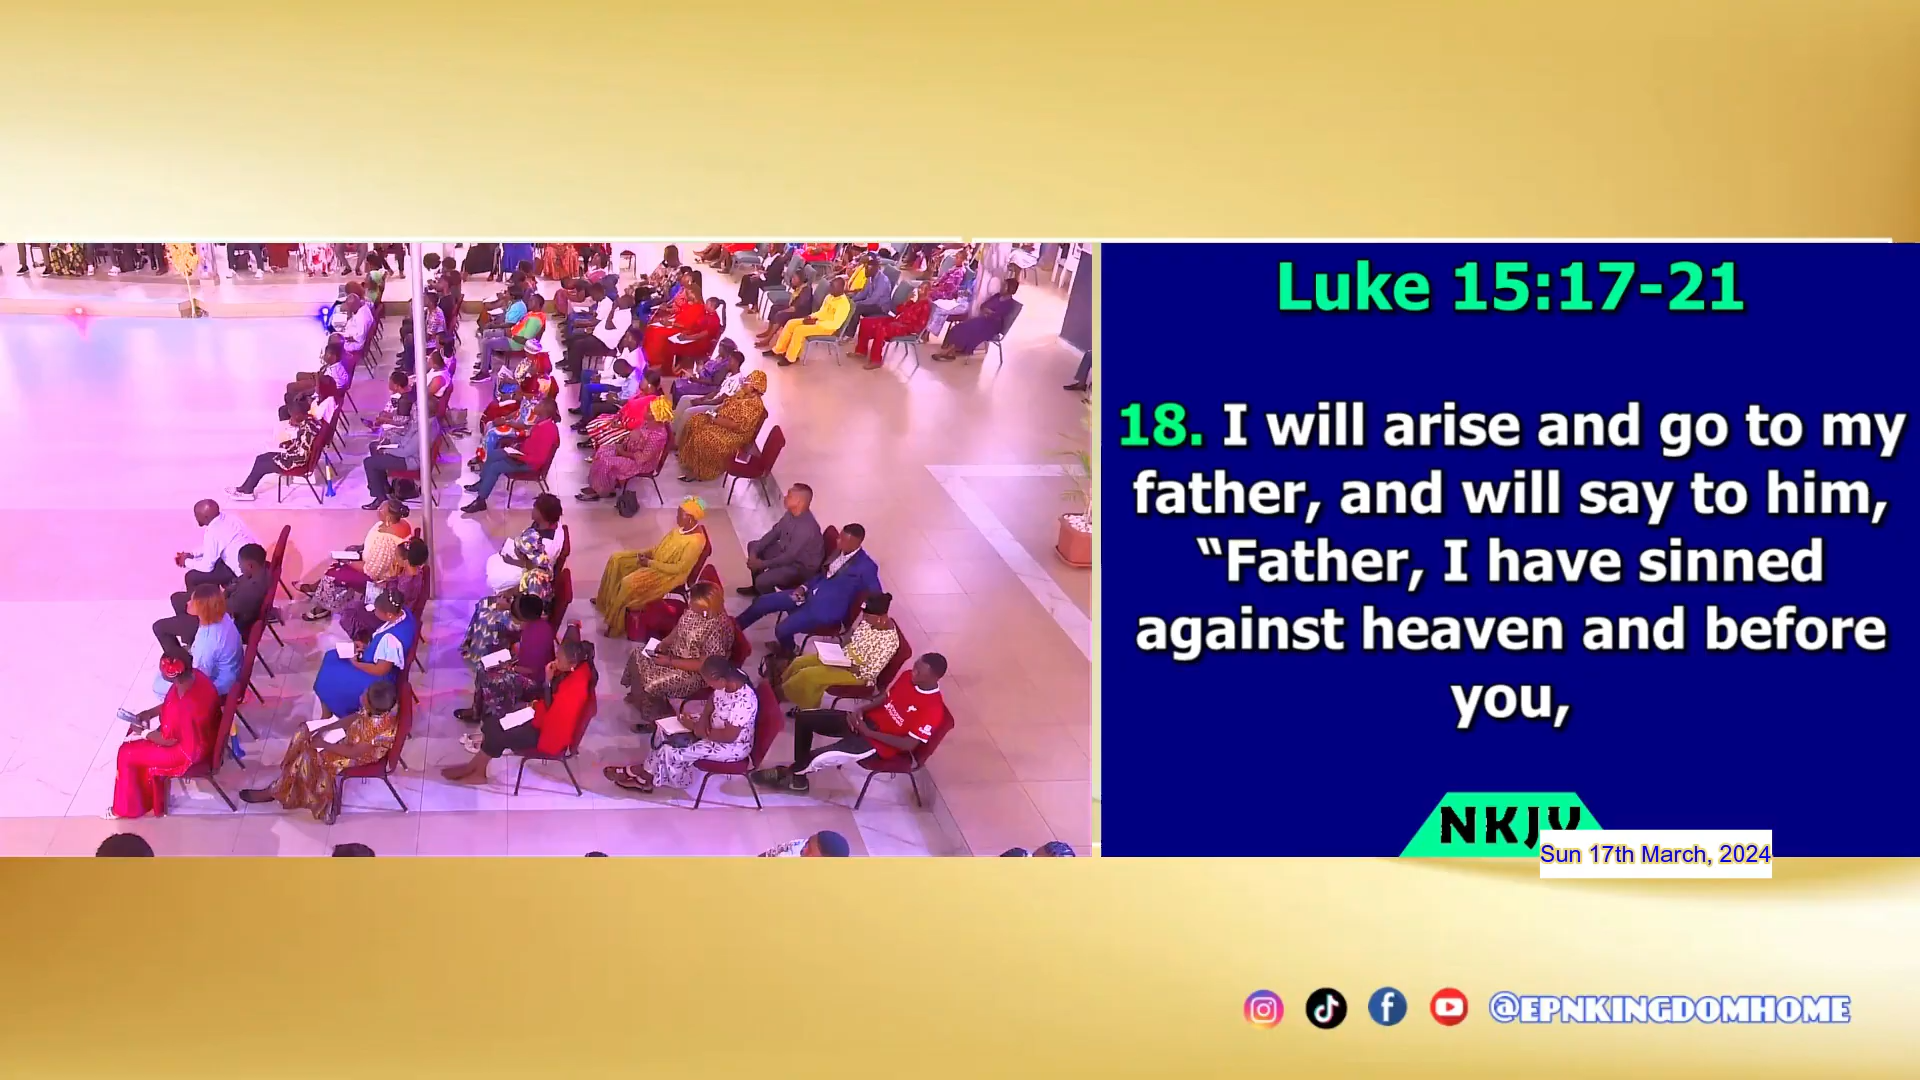 Luke 15:17-21
18. I will arise and go to my
father, and will say to him,
“Father, I have sinned
against heaven and before
you,
NKJV
Sun 17th March, 2024
@EPNKINGDOMHOME